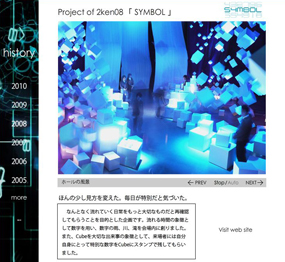 Project of 2ken08 「 SYMBOL 」
SYMBOL
history
2010
2009
2008
2007
2006
2005
more
ホールの風景
← PREV Stop/Auto NEXT →
ほんの少し見方を変えた。毎日が特別だと気づいた。
なんとなく流れていく日常をもっと大切なものだと再確認
してもらうことを目的とした企画です。流れる時間の象徴と
して数字を用い、数字の雨、川、滝を会場内に創りました。
また、Cubeを大切な出来事の象徴として、来場者には自分
自身にとって特別な数字をCubeにスタンプで残してもらい
ました。
Visit web site